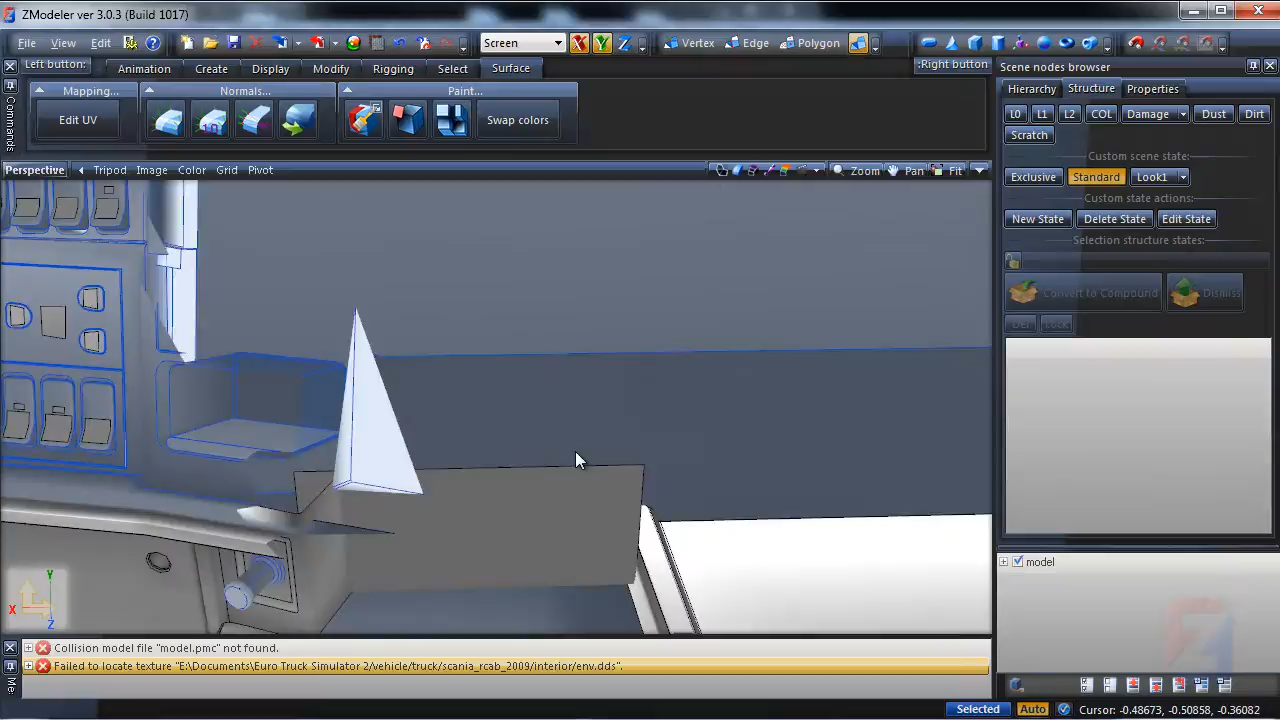 ZModeler ver 3.0.3 (Build 1017)
File View Edit Screen X Y Z Vertex Edge Polygon
Left button: Animation Create Display Modify Rigging Select Surface :Right button
Mapping... Normals... Paint...
Edit UV Swap colors
Commands
Perspective Tripod Image Color Grid Pivot Zoom Pan Fit
Scene nodes browser
Hierarchy Structure Properties
L0 L1 L2 COL Damage Dust Dirt
Scratch
Custom scene state:
Exclusive Standard Look1
Custom state actions:
New State Delete State Edit State
Selection structure states:
Convert to Compound Dismiss
Del Lock
model
Y
X
Z
Collision model file "model.pmc" not found.
Failed to locate texture "E:\Documents\Euro Truck Simulator 2/vehicle/truck/scania_rcab_2009/interior/env.dds".
Me
Selected Auto Cursor: -0.48673, -0.50858, -0.36082